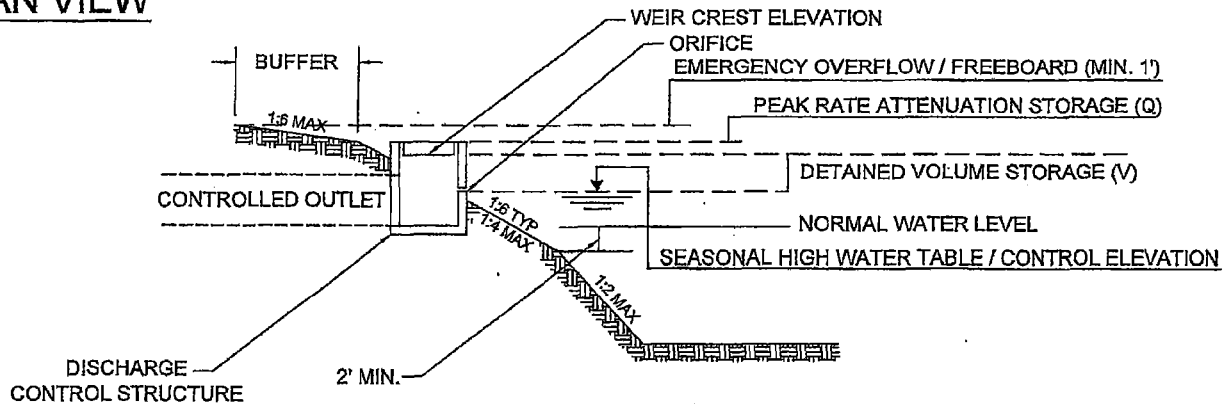 AN VIEW
WEIR CREST ELEVATION
ORIFICE
BUFFER
EMERGENCY OVERFLOW / FREEBOARD (MIN. 1')
PEAK RATE ATTENUATION STORAGE (Q)
1:6 MAX
DETAINED VOLUME STORAGE (V)
CONTROLLED OUTLET
1:6 TYP
1:4 MAX
NORMAL WATER LEVEL
SEASONAL HIGH WATER TABLE / CONTROL ELEVATION
1:2 MAX
DISCHARGE
CONTROL STRUCTURE
2' MIN.